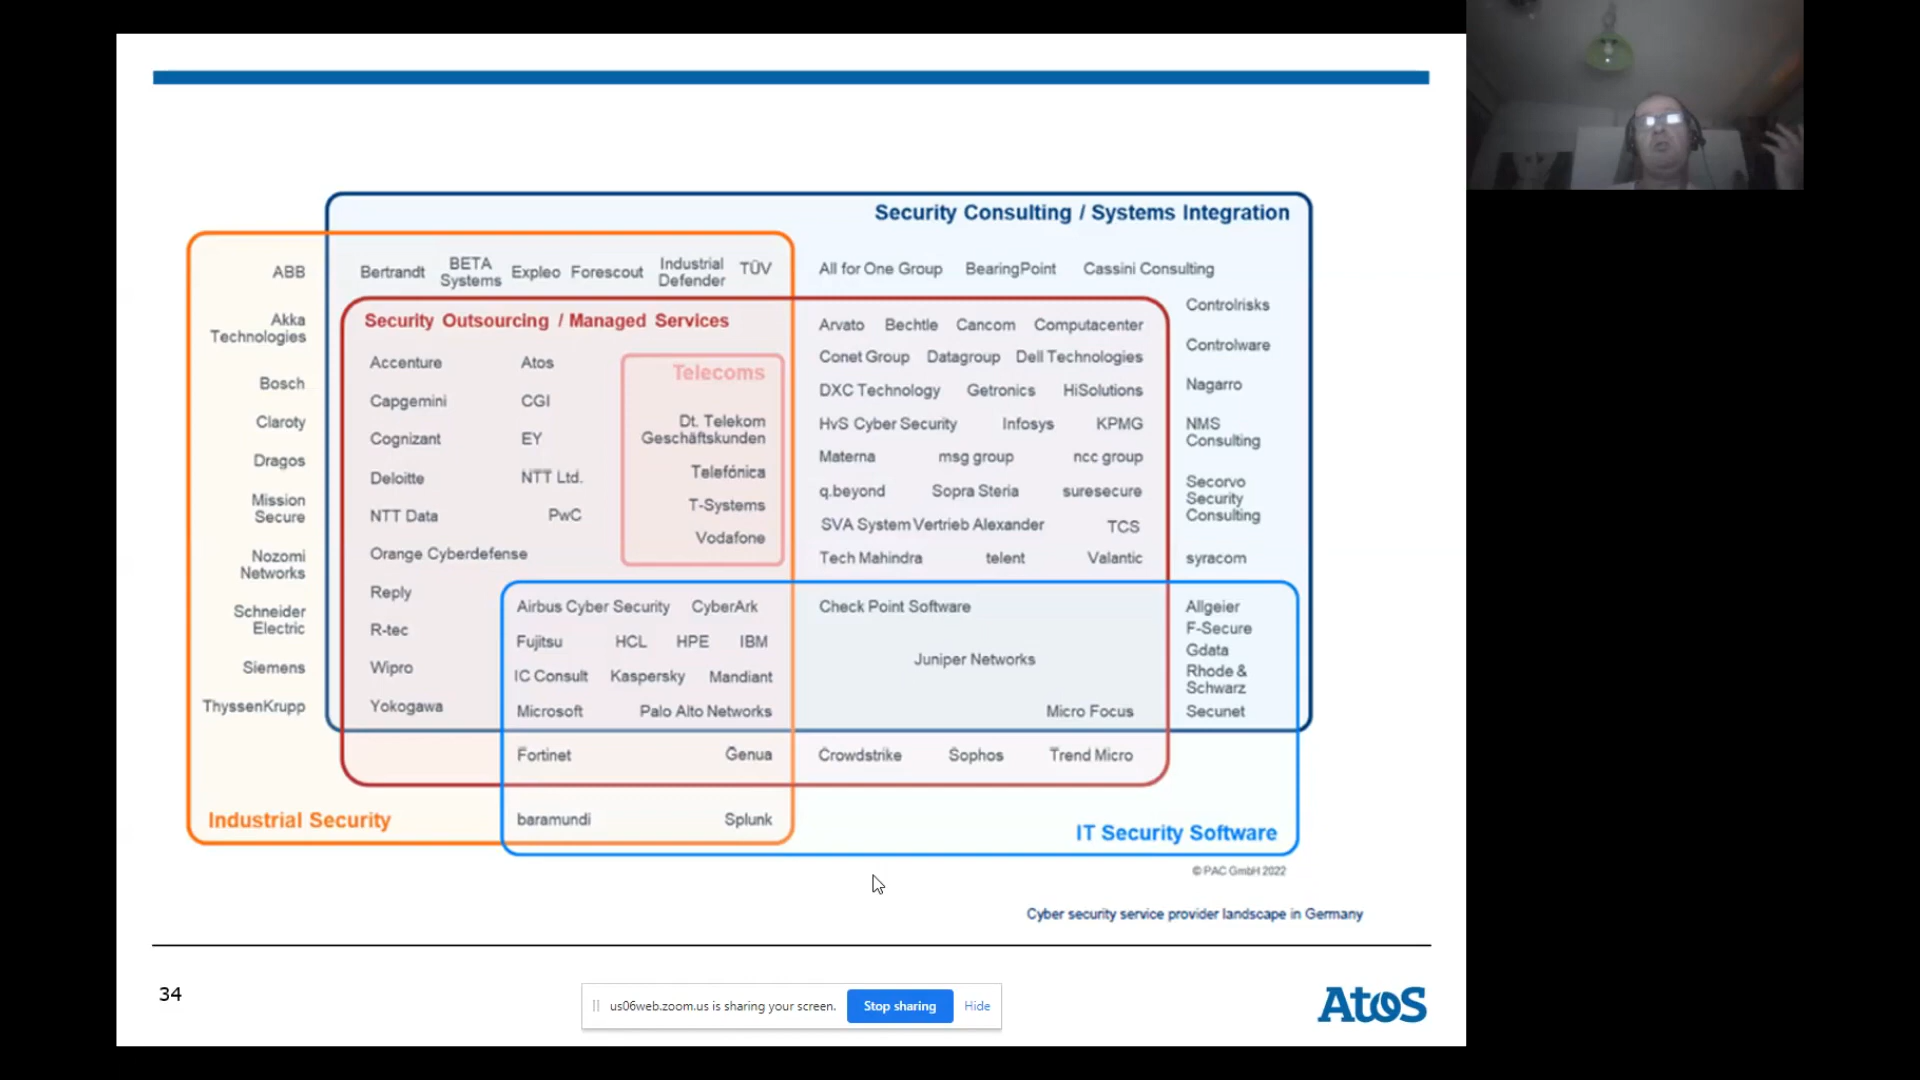 Security Consulting / Systems Integration
ABB
Akka
Technologies
Bosch
Claroty
Dragos
Mission
Secure
Nozomi
Networks
Schneider
Electric
Siemens
ThyssenKrupp
Industrial Security
Bertrandt
BETA
Systems
Expleo
Forescout
Industrial
Defender
TÜV
All for One Group BearingPoint Cassini Consulting
Controlrisks
Controlware
Nagarro
NMS
Consulting
Secorvo
Security
Consulting
syracom
Security Outsourcing / Managed Services
Accenture Atos
Capgemini CGI
Cognizant EY
Deloitte NTT Ltd.
NTT Data PwC
Orange Cyberdefense
Reply
R-tec
Wipro
Yokogawa
Telecoms
Dt. Telekom
Geschäftskunden
Telefónica
T-Systems
Vodafone
Arvato Bechtle Cancom Computacenter
Conet Group Datagroup Dell Technologies
DXC Technology Getronics HiSolutions
HvS Cyber Security Infosys KPMG
Materna msg group ncc group
q.beyond Sopra Steria suresecure
SVA System Vertrieb Alexander TCS
Tech Mahindra telent Valantic
Airbus Cyber Security CyberArk
Fujitsu HCL HPE IBM
IC Consult Kaspersky Mandiant
Microsoft Palo Alto Networks
Check Point Software
Juniper Networks
Micro Focus
Allgeier
F-Secure
Gdata
Rhode &
Schwarz
Secunet
Fortinet Genua
Crowdstrike Sophos Trend Micro
baramundi Splunk
IT Security Software
© PAC GmbH 2022
Cyber security service provider landscape in Germany
34
us06web.zoom.us is sharing your screen. Stop sharing Hide
Atos